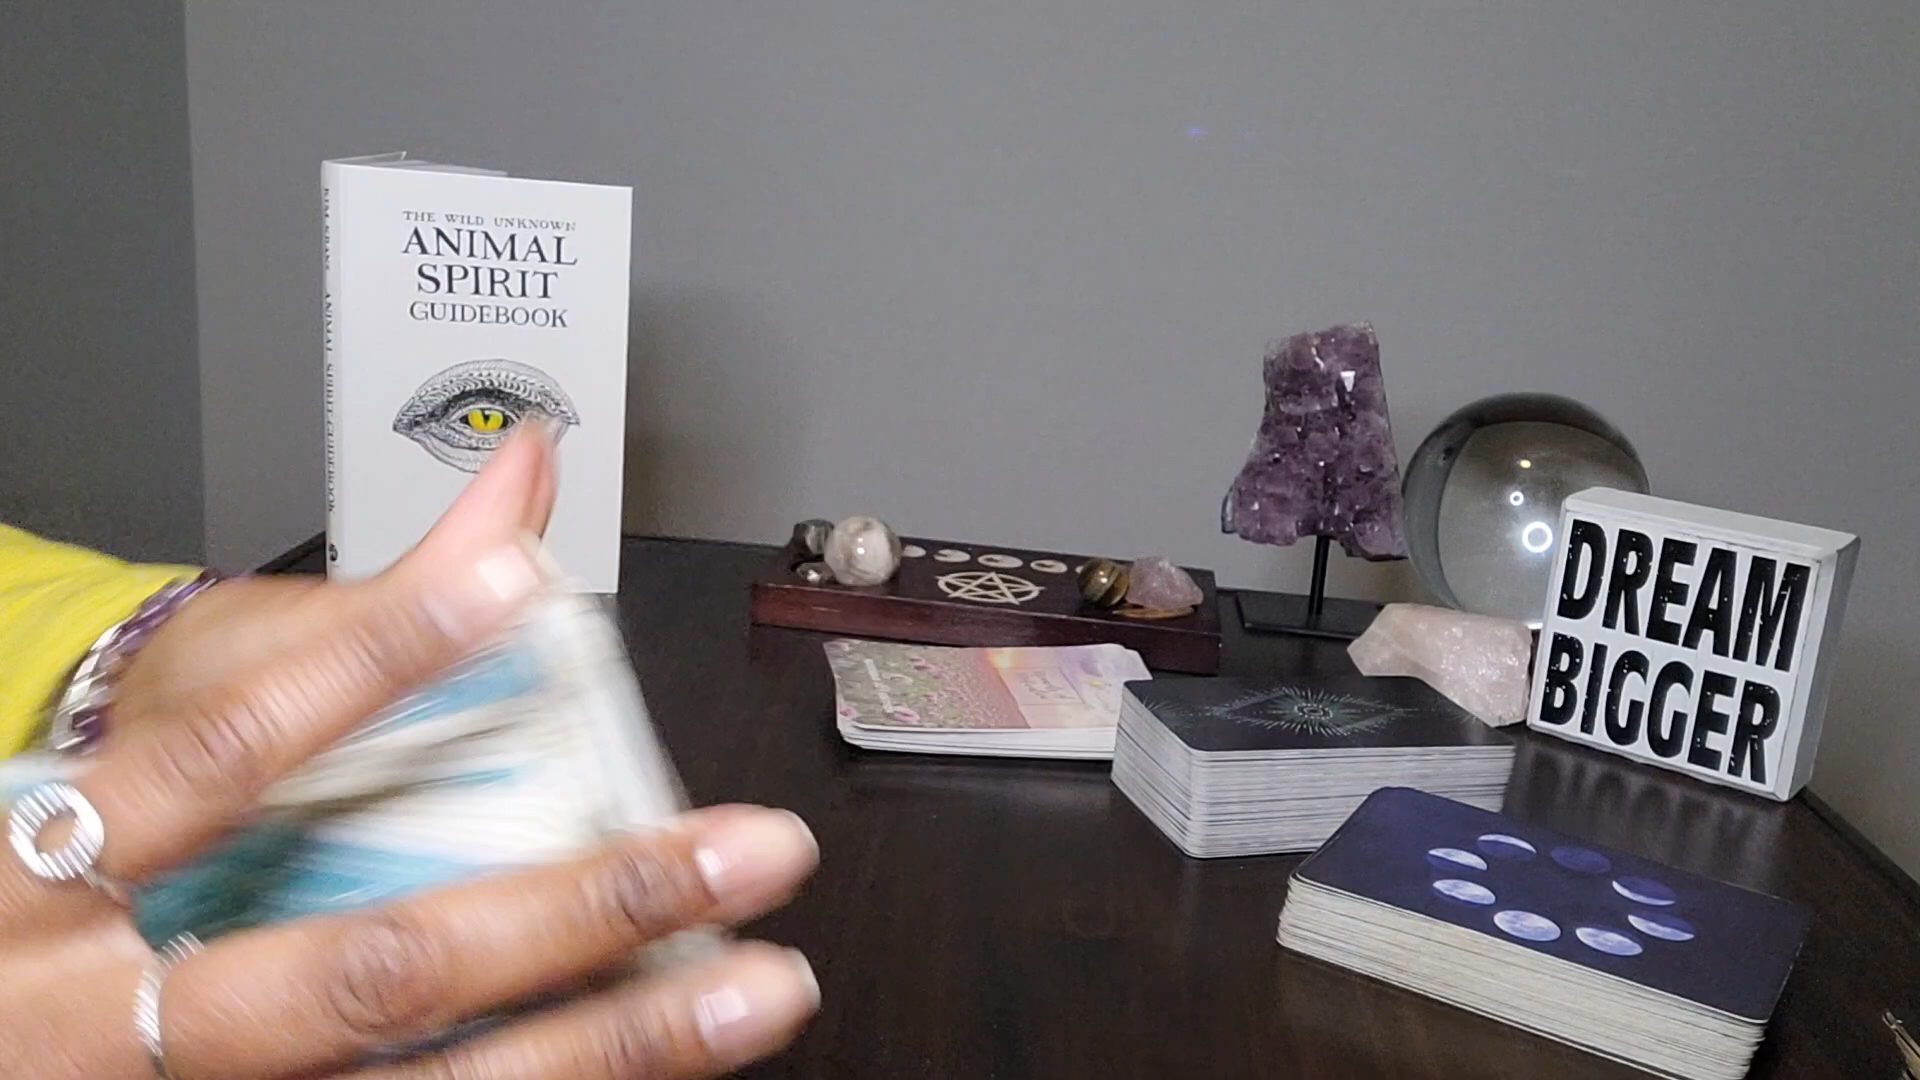 THE WILD UNKNOWN
ANIMAL
SPIRIT
GUIDEBOOK
KIM KRANS ANIMAL SPIRIT GUIDEBOOK
DREAM
BIGGER